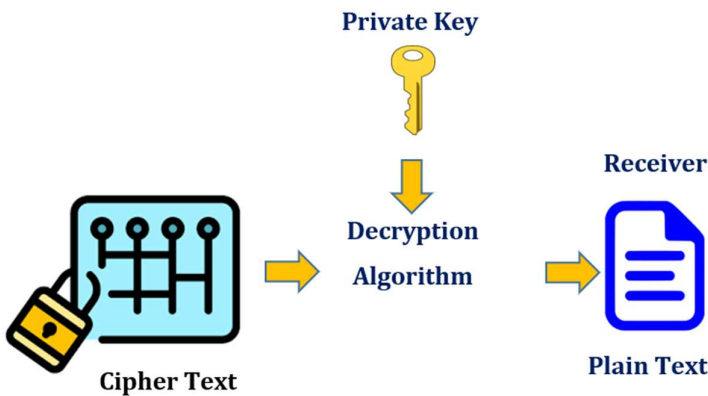 Private Key
Receiver
Decryption
Algorithm
Cipher Text
Plain Text